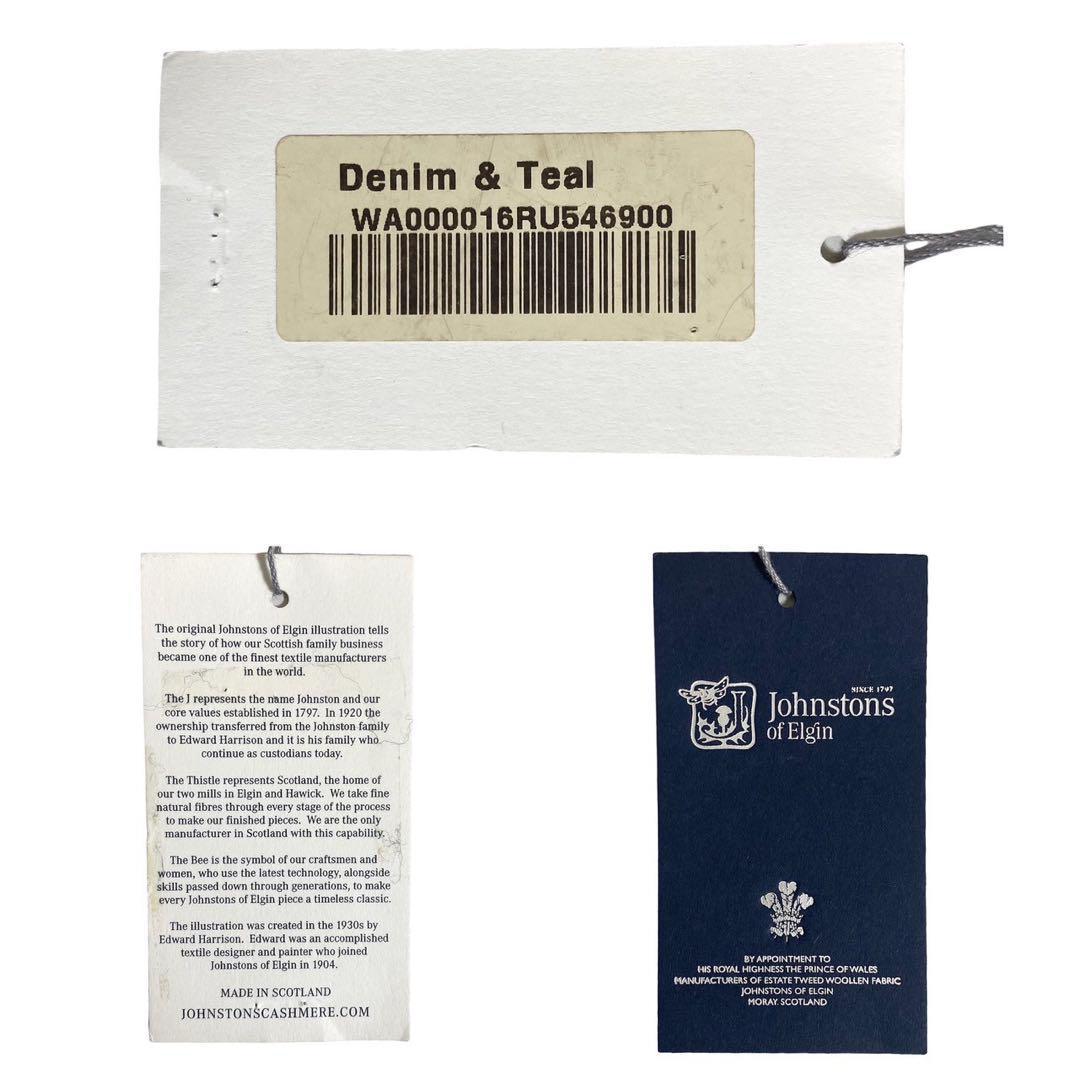 Denim & Teal
WA000016RU546900
The original Johnstons of Elgin illustration tells
the story of how our Scottish family business
became one of the finest textile manufacturers
in the world.
The J represents the name Johnston and our
core values established in 1797. In 1920 the
ownership transferred from the Johnston family
to Edward Harrison and it is his family who
continue as custodians today.
The Thistle represents Scotland, the home of
our two mills in Elgin and Hawick. We take fine
natural fibres through every stage of the process
to make our finished pieces. We are the only
manufacturer in Scotland with this capability.
The Bee is the symbol of our craftsmen and
women, who use the latest technology, alongside
skills passed down through generations, to make
every Johnstons of Elgin piece a timeless classic.
The illustration was created in the 1930s by
Edward Harrison. Edward was an accomplished
textile designer and painter who joined
Johnstons of Elgin in 1904.
MADE IN SCOTLAND
JOHNSTONSCASHMERE.COM
SINCE 1797
Johnstons
of Elgin
BY APPOINTMENT TO
HIS ROYAL HIGHNESS THE PRINCE OF WALES
MANUFACTURERS OF ESTATE TWEED WOOLLEN FABRIC
JOHNSTONS OF ELGIN
MORAY. SCOTLAND